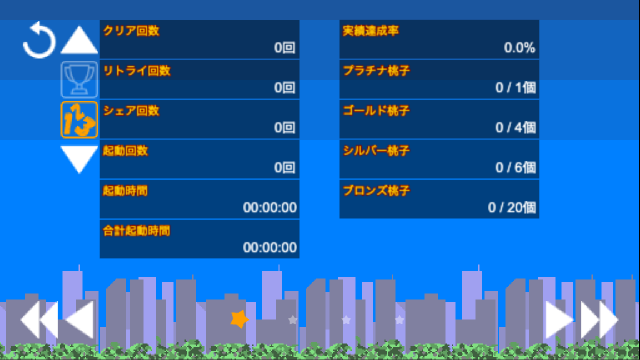 クリア回数
0回
リトライ回数
0回
シェア回数
0回
起動回数
0回
起動時間
00:00:00
合計起動時間
00:00:00
実績達成率
0.0%
プラチナ桃子
0 / 1個
ゴールド桃子
0 / 4個
シルバー桃子
0 / 6個
ブロンズ桃子
0 / 20個
123